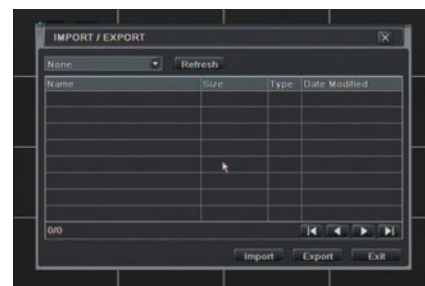 IMPORT / EXPORT
None Refresh
Name Size Type Date Modified
0/0
Import Export Exit